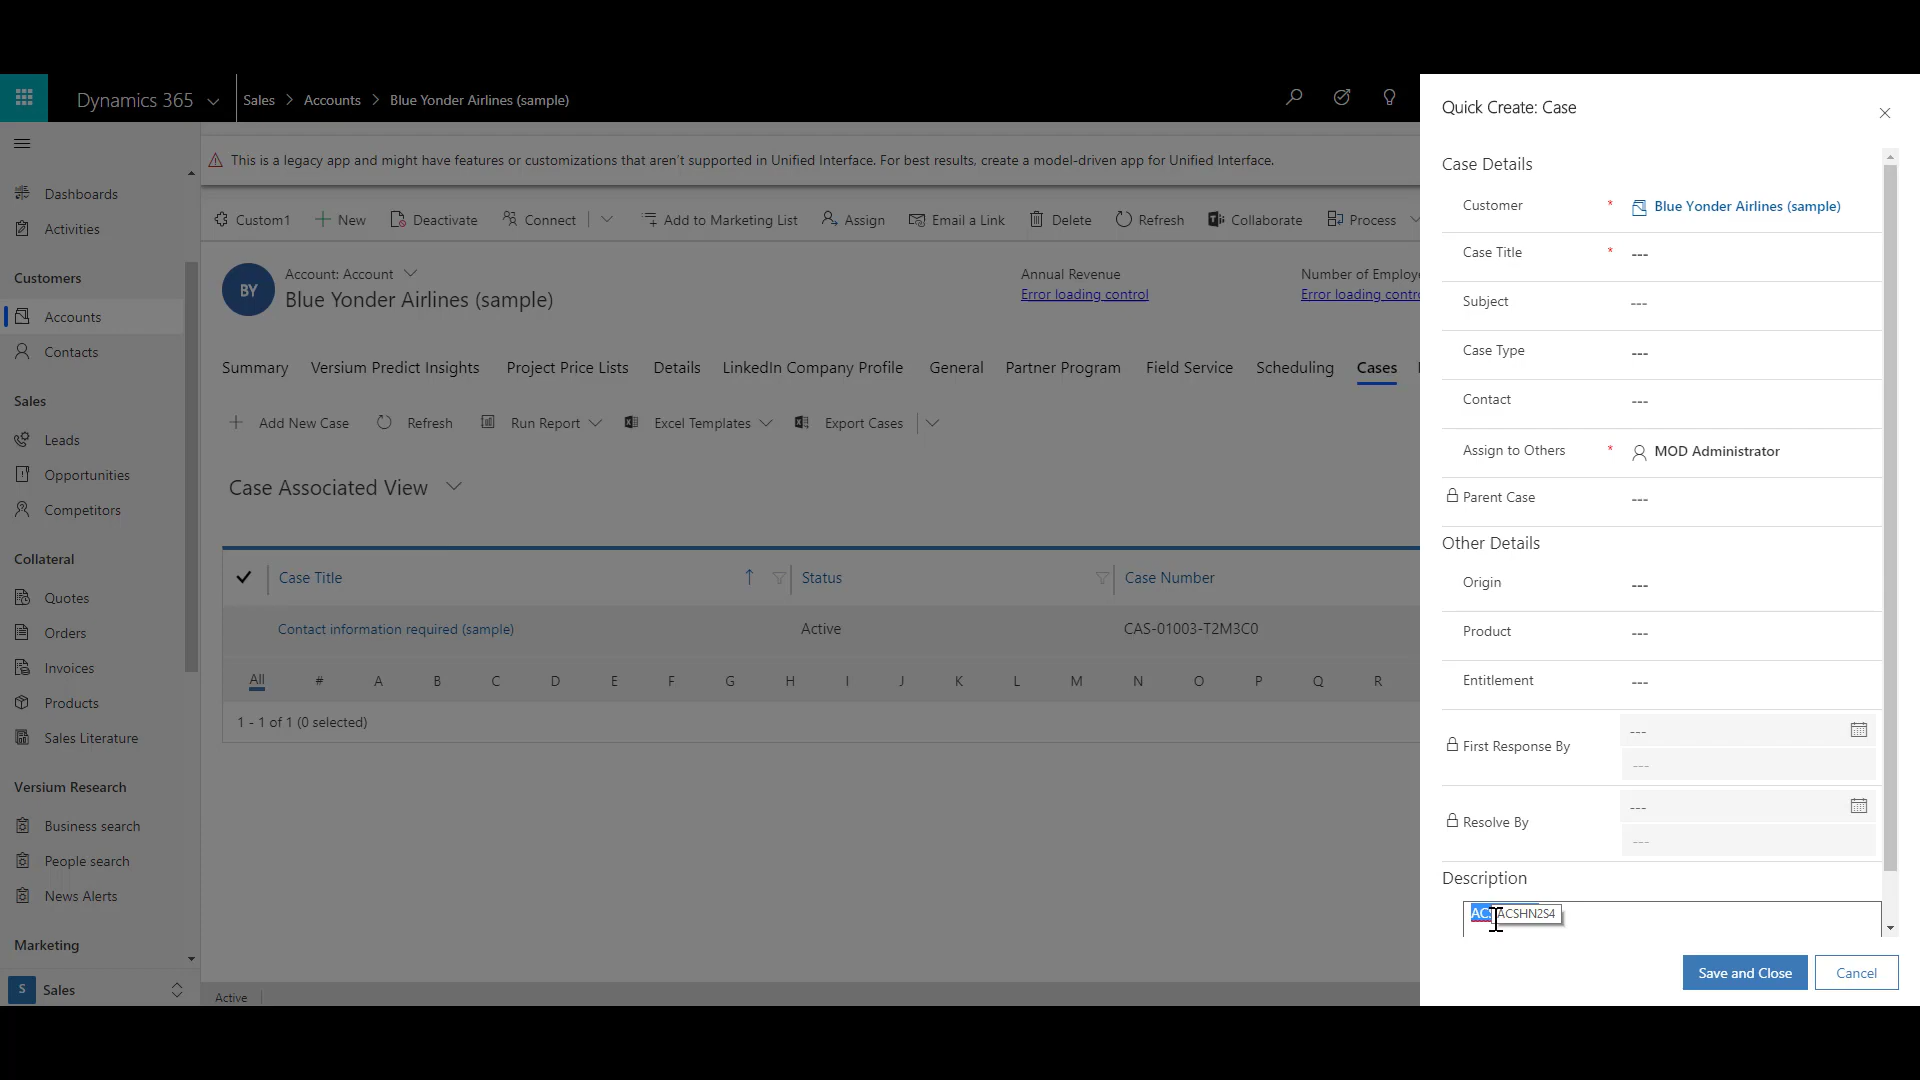 Dynamics 365
Sales > Accounts > Blue Yonder Airlines (sample)
This is a legacy app and might have features or customizations that aren't supported in Unified Interface. For best results, create a model-driven app for Unified Interface.
Custom1 New Deactivate Connect Add to Marketing List Assign Email a Link Delete Refresh Collaborate Process
Dashboards
Activities
Customers
Accounts
Contacts
Sales
Leads
Opportunities
Competitors
Collateral
Quotes
Orders
Invoices
Products
Sales Literature
Versium Research
Business search
People search
News Alerts
Marketing
S Sales
BY
Account: Account
Blue Yonder Airlines (sample)
Annual Revenue
Error loading control
Number of Employe
Error loading contro
Summary Versium Predict Insights Project Price Lists Details LinkedIn Company Profile General Partner Program Field Service Scheduling Cases
Add New Case Refresh Run Report Excel Templates Export Cases
Case Associated View
Case Title Status Case Number
Contact information required (sample) Active CAS-01003-T2M3C0
All # A B C D E F G H I J K L M N O P Q R
1 - 1 of 1 (0 selected)
Active
Quick Create: Case
Case Details
Customer * Blue Yonder Airlines (sample)
Case Title * ---
Subject ---
Case Type ---
Contact ---
Assign to Others * MOD Administrator
Parent Case ---
Other Details
Origin ---
Product ---
Entitlement ---
First Response By ---
---
Resolve By ---
---
Description
ACSHN2S4
Save and Close Cancel